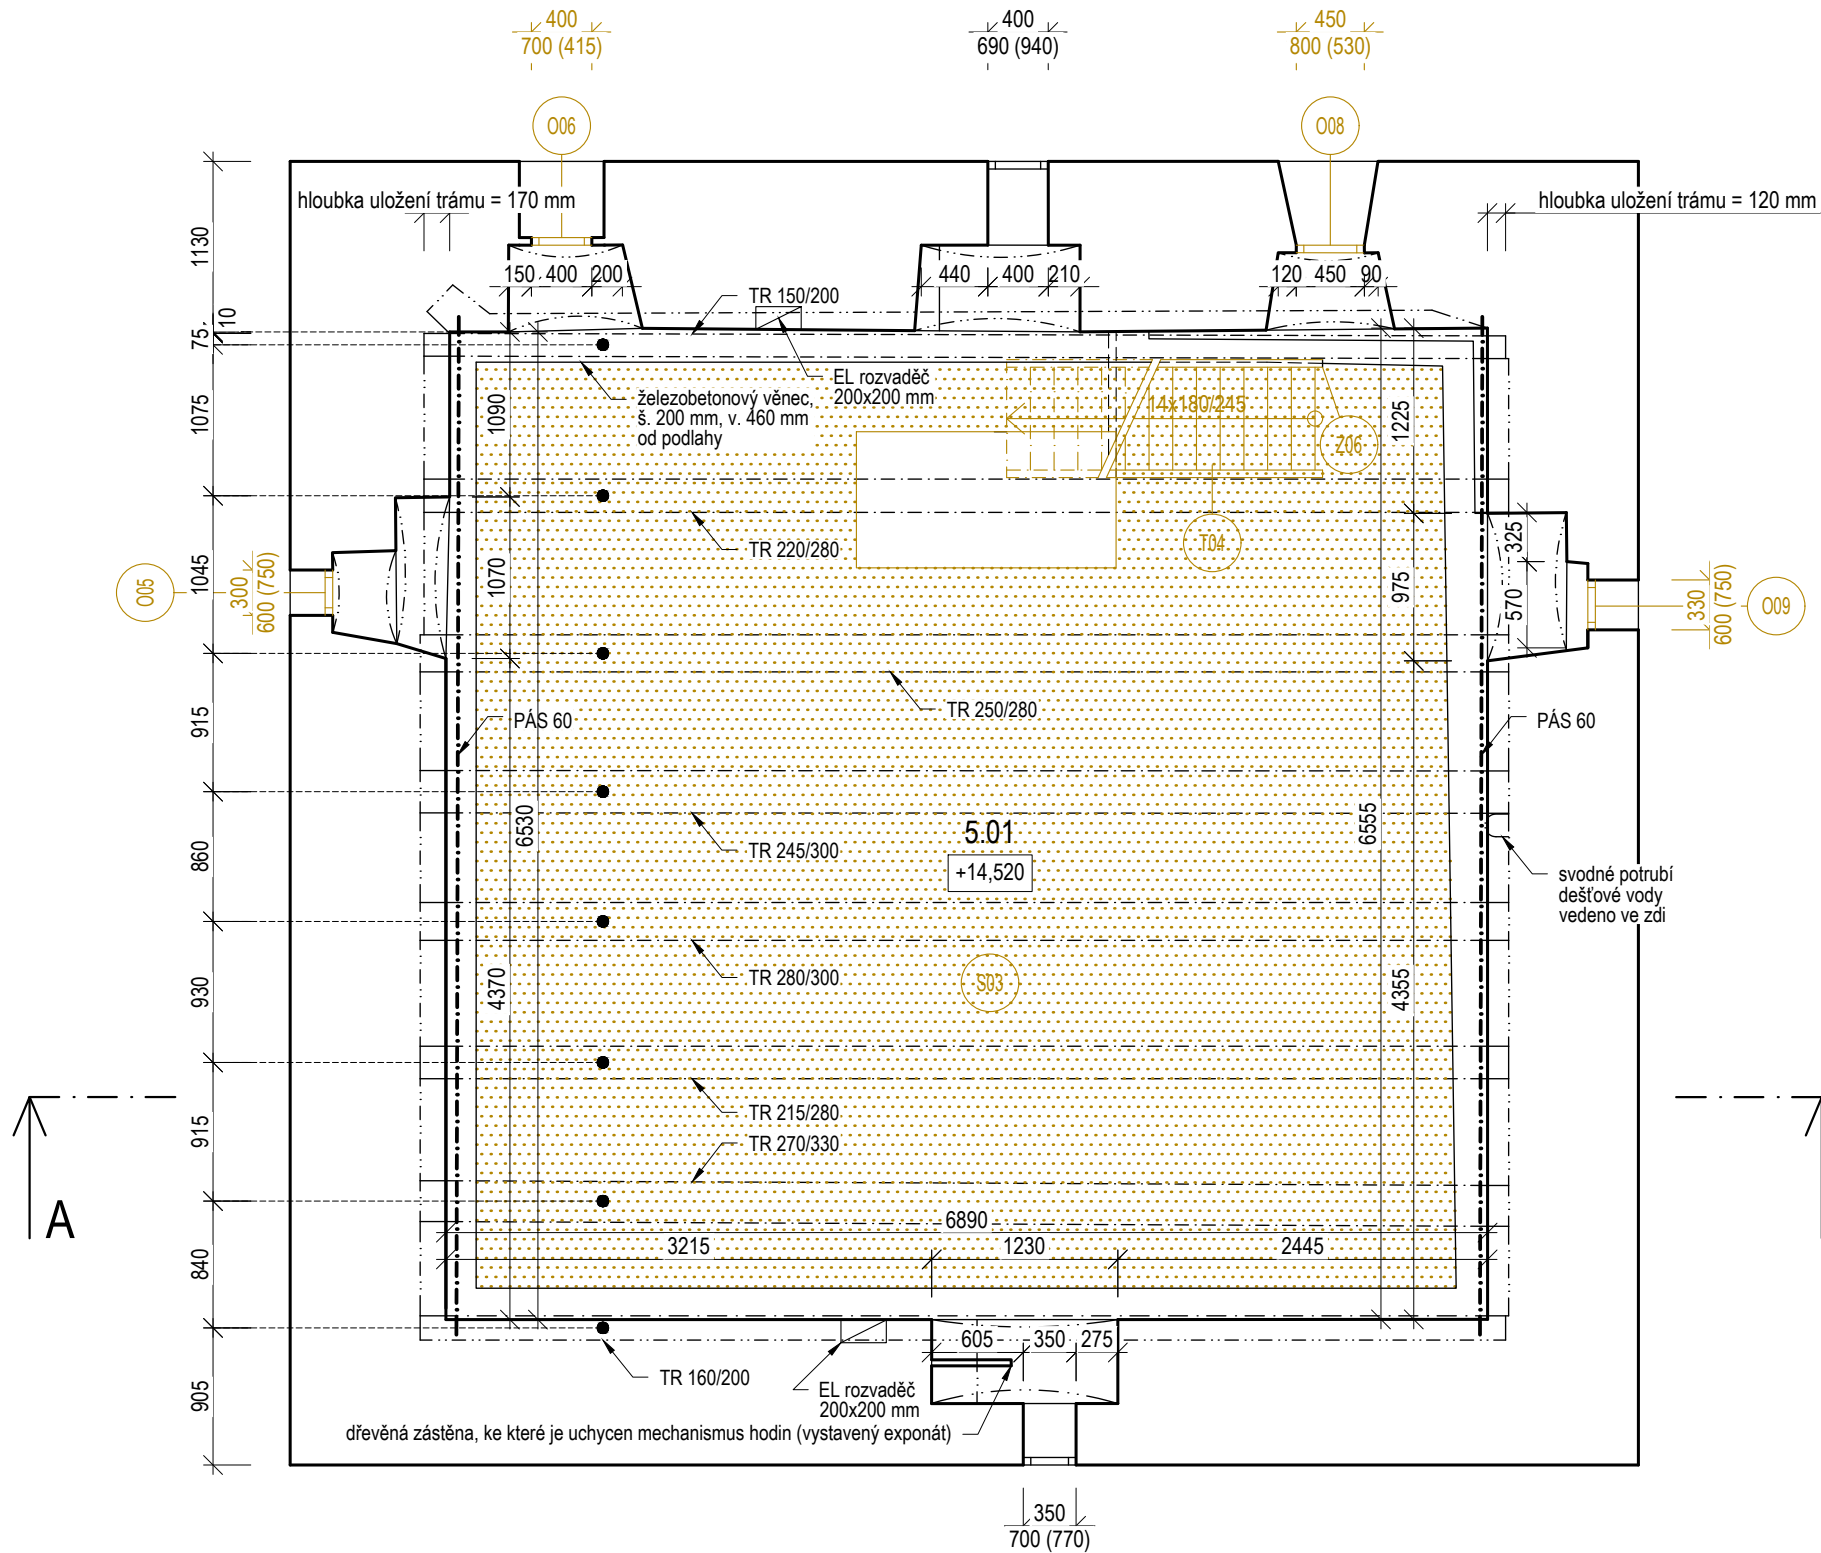 400
700 (415)
400
690 (940)
450
800 (530)
O06
O08
hloubka uložení trámu = 170 mm
hloubka uložení trámu = 120 mm
1130
10
75
1075
1045
915
860
930
915
840
905
150 400 200
440 400 210
120 450 90
TR 150/200
EL rozvaděč
200x200 mm
železobetonový věnec,
š. 200 mm, v. 460 mm
od podlahy
14x180/245
Z06
T04
1090
1070
6530
4370
1225
975
6555
4355
325
570
TR 220/280
O05
300
600 (750)
330
600 (750)
O09
TR 250/280
PÁS 60
PÁS 60
TR 245/300
5.01
+14,520
svodné potrubí
dešťové vody
vedeno ve zdi
TR 280/300
S03
TR 215/280
TR 270/330
A
6890
3215 1230 2445
605 350 275
TR 160/200
EL rozvaděč
200x200 mm
dřevěná zástěna, ke které je uchycen mechanismus hodin (vystavený exponát)
350
700 (770)